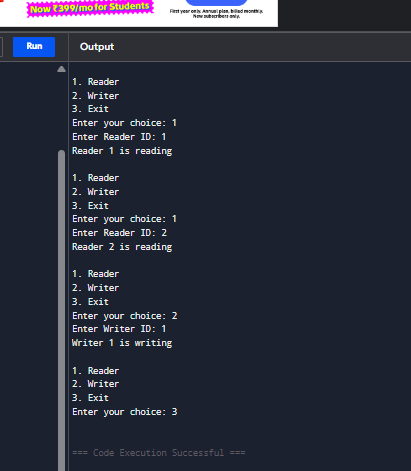 Now ₹399/mo for Students
First year only. Annual plan, billed monthly.
New subscribers only.
Run
Output
1. Reader
2. Writer
3. Exit
Enter your choice: 1
Enter Reader ID: 1
Reader 1 is reading
1. Reader
2. Writer
3. Exit
Enter your choice: 1
Enter Reader ID: 2
Reader 2 is reading
1. Reader
2. Writer
3. Exit
Enter your choice: 2
Enter Writer ID: 1
Writer 1 is writing
1. Reader
2. Writer
3. Exit
Enter your choice: 3
=== Code Execution Successful ===